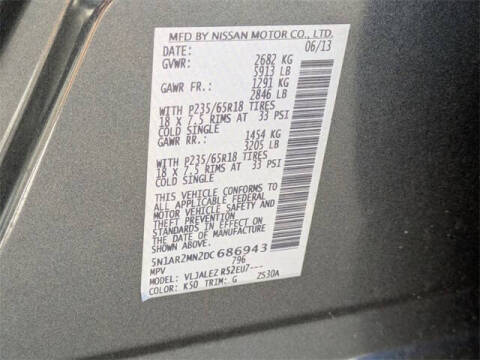 MFD BY NISSAN MOTOR CO., LTD.
DATE: 06/13
GVWR: 2682 KG
5913 LB
GAWR FR.: 1291 KG
2846 LB
WITH P235/65R18 TIRES
18 X 7.5 RIMS AT 33 PSI
COLD SINGLE
GAWR RR.: 1454 KG
3205 LB
WITH P235/65R18 TIRES
18 X 7.5 RIMS AT 33 PSI
COLD SINGLE
THIS VEHICLE CONFORMS TO
ALL APPLICABLE FEDERAL
MOTOR VEHICLE SAFETY AND
THEFT PREVENTION
STANDARDS IN EFFECT ON
THE DATE OF MANUFACTURE
SHOWN ABOVE.
5N1AR2MN2DC686943
MPV 796
MODEL: VLJALEZ R52EU7---
COLOR: K50 TRIM: G ZS30A